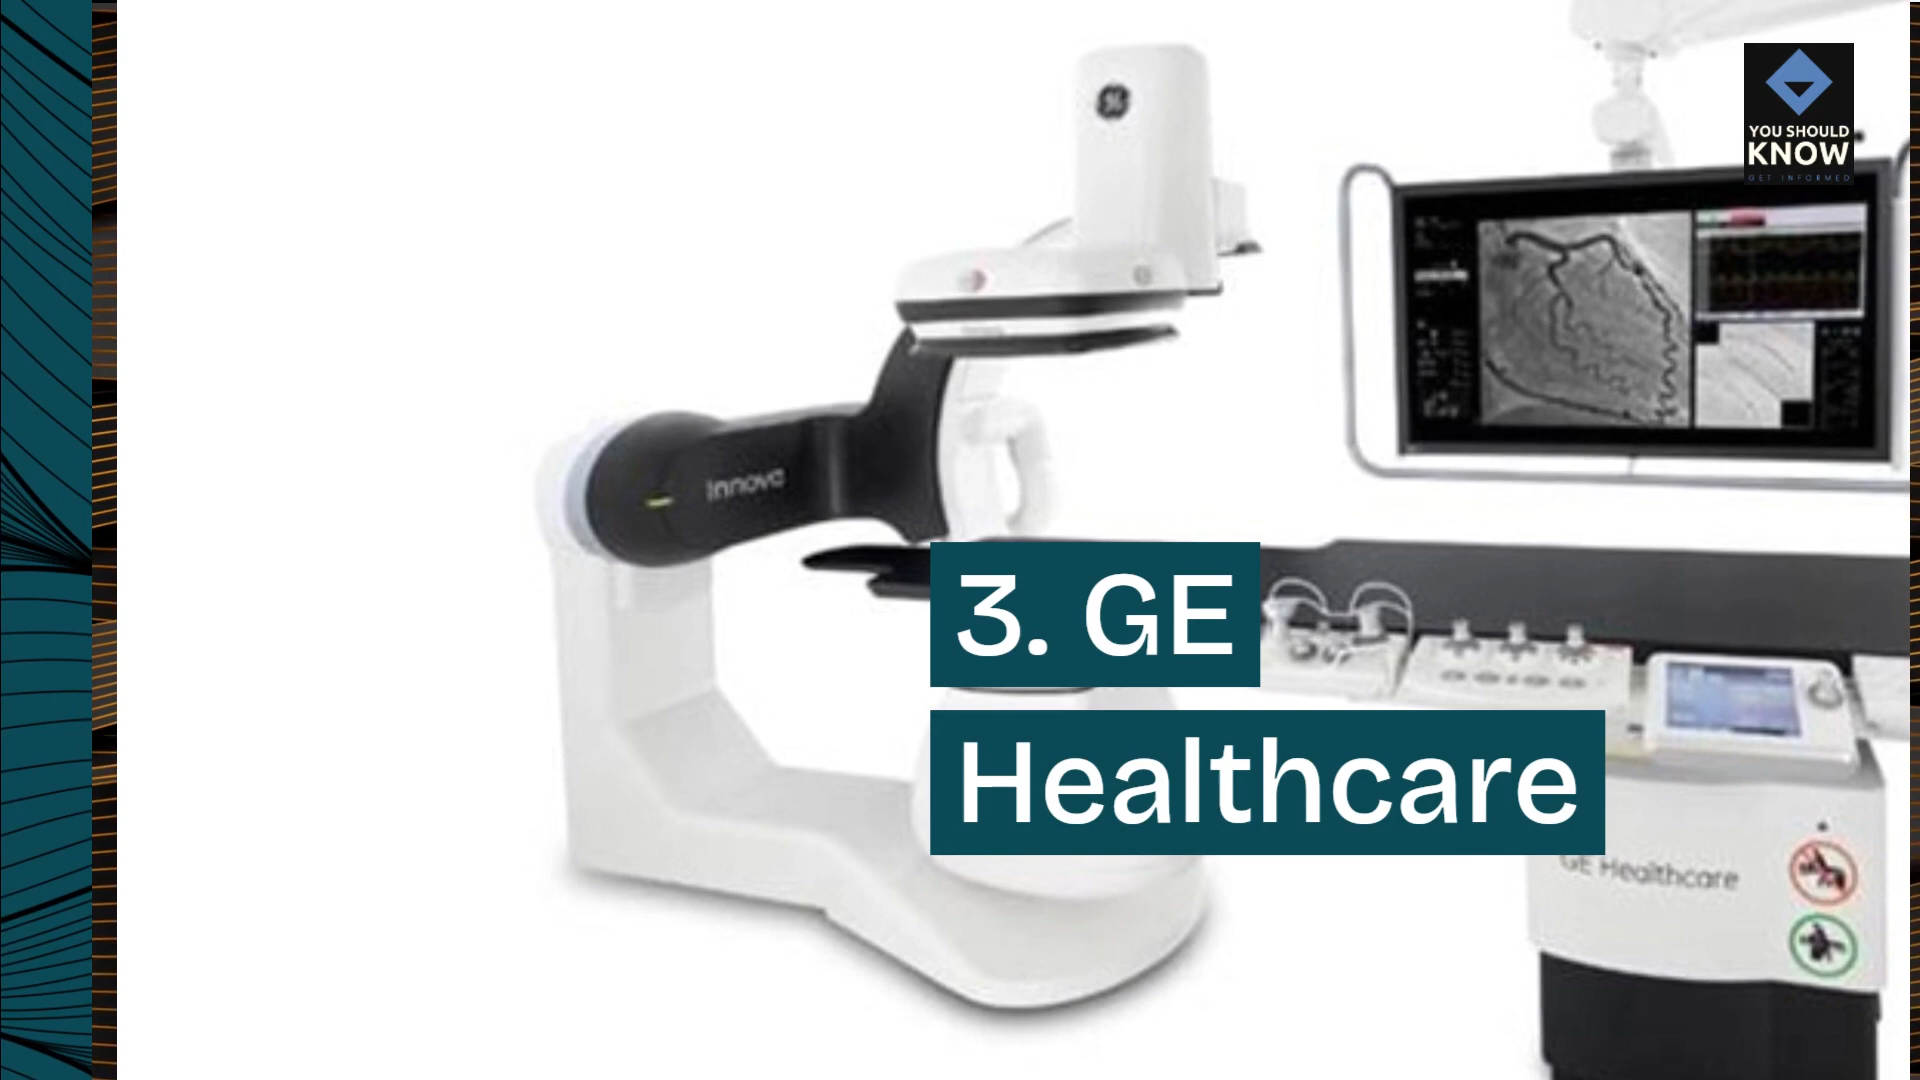 YOU SHOULD
KNOW
GET INFORMED
Innova
3. GE
Healthcare
GE Healthcare